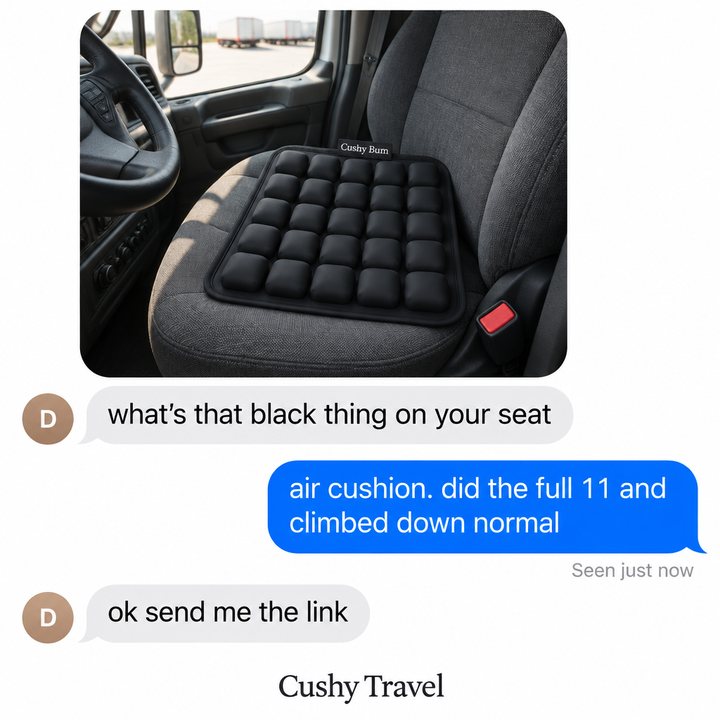 Cushy Bum
D
what's that black thing on your seat
air cushion. did the full 11 and
climbed down normal
Seen just now
D
ok send me the link
Cushy Travel